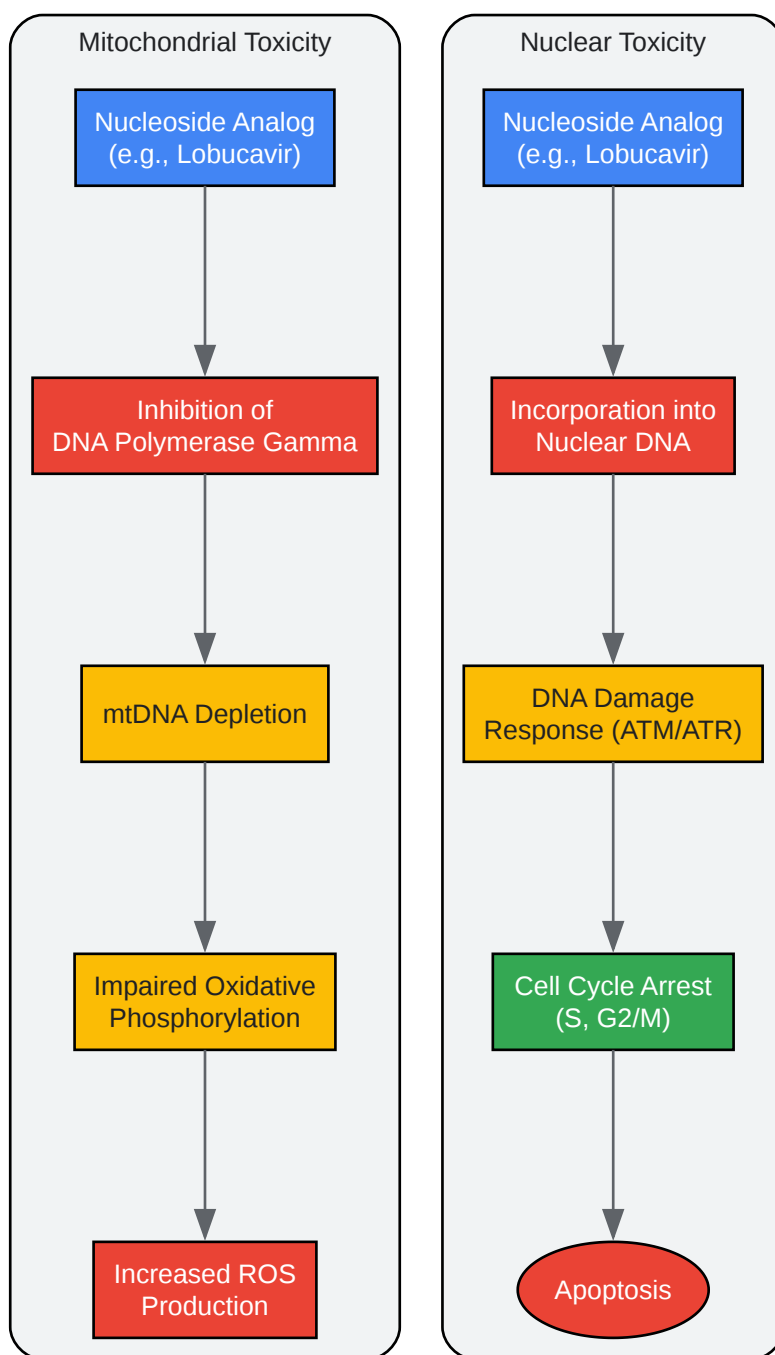 Mitochondrial Toxicity
Nucleoside Analog
(e.g., Lobucavir)
Inhibition of
DNA Polymerase Gamma
mtDNA Depletion
Impaired Oxidative
Phosphorylation
Increased ROS
Production
Nuclear Toxicity
Nucleoside Analog
(e.g., Lobucavir)
Incorporation into
Nuclear DNA
DNA Damage
Response (ATM/ATR)
Cell Cycle Arrest
(S, G2/M)
Apoptosis